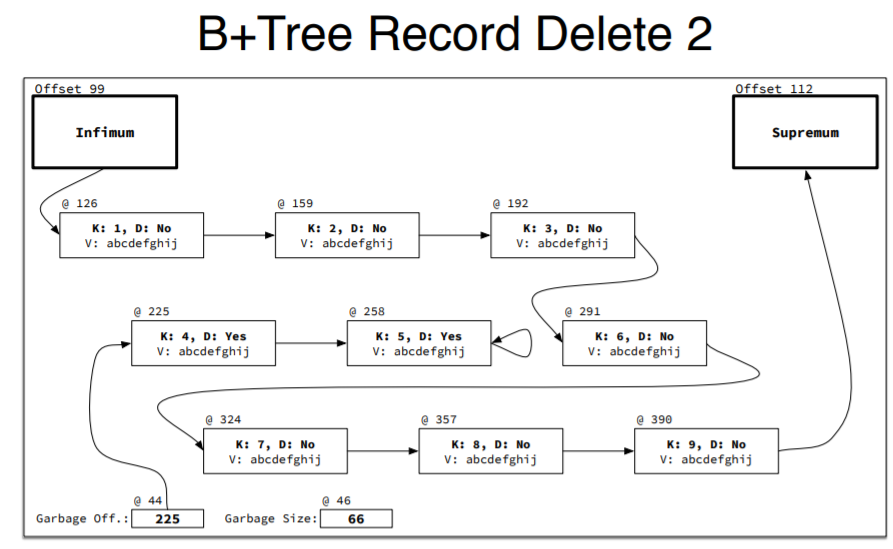 B+Tree Record Delete 2
Offset 99
Offset 112
Infimum
Supremum
@ 126
@ 159
@ 192
K: 1, D: No
V: abcdefghij
K: 2, D: No
V: abcdefghij
K: 3, D: No
V: abcdefghij
@ 225
@ 258
@ 291
K: 4, D: Yes
V: abcdefghij
K: 5, D: Yes
V: abcdefghij
K: 6, D: No
V: abcdefghij
@ 324
@ 357
@ 390
K: 7, D: No
V: abcdefghij
K: 8, D: No
V: abcdefghij
K: 9, D: No
V: abcdefghij
@ 44
@ 46
Garbage Off.: 225
Garbage Size: 66